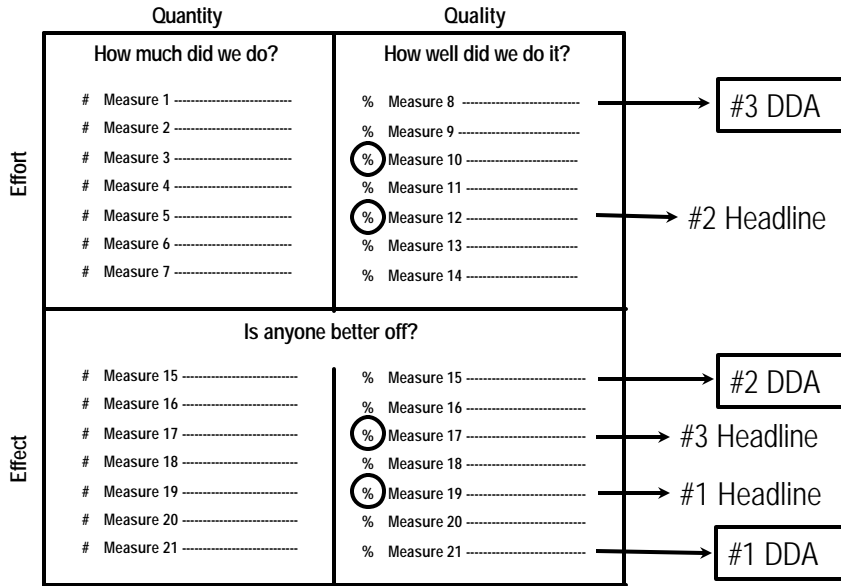 Quantity Quality
How much did we do? How well did we do it?
# Measure 1 ---------------------------- % Measure 8 ---------------------------- #3 DDA
# Measure 2 ---------------------------- % Measure 9 ----------------------------
# Measure 3 ---------------------------- % Measure 10 ----------------------------
# Measure 4 ---------------------------- % Measure 11 ----------------------------
# Measure 5 ---------------------------- % Measure 12 ---------------------------- #2 Headline
# Measure 6 ---------------------------- % Measure 13 ----------------------------
# Measure 7 ---------------------------- % Measure 14 ----------------------------
Effort
Is anyone better off?
# Measure 15 ---------------------------- % Measure 15 ---------------------------- #2 DDA
# Measure 16 ---------------------------- % Measure 16 ----------------------------
# Measure 17 ---------------------------- % Measure 17 ---------------------------- #3 Headline
# Measure 18 ---------------------------- % Measure 18 ----------------------------
# Measure 19 ---------------------------- % Measure 19 ---------------------------- #1 Headline
# Measure 20 ---------------------------- % Measure 20 ----------------------------
# Measure 21 ---------------------------- % Measure 21 ---------------------------- #1 DDA
Effect